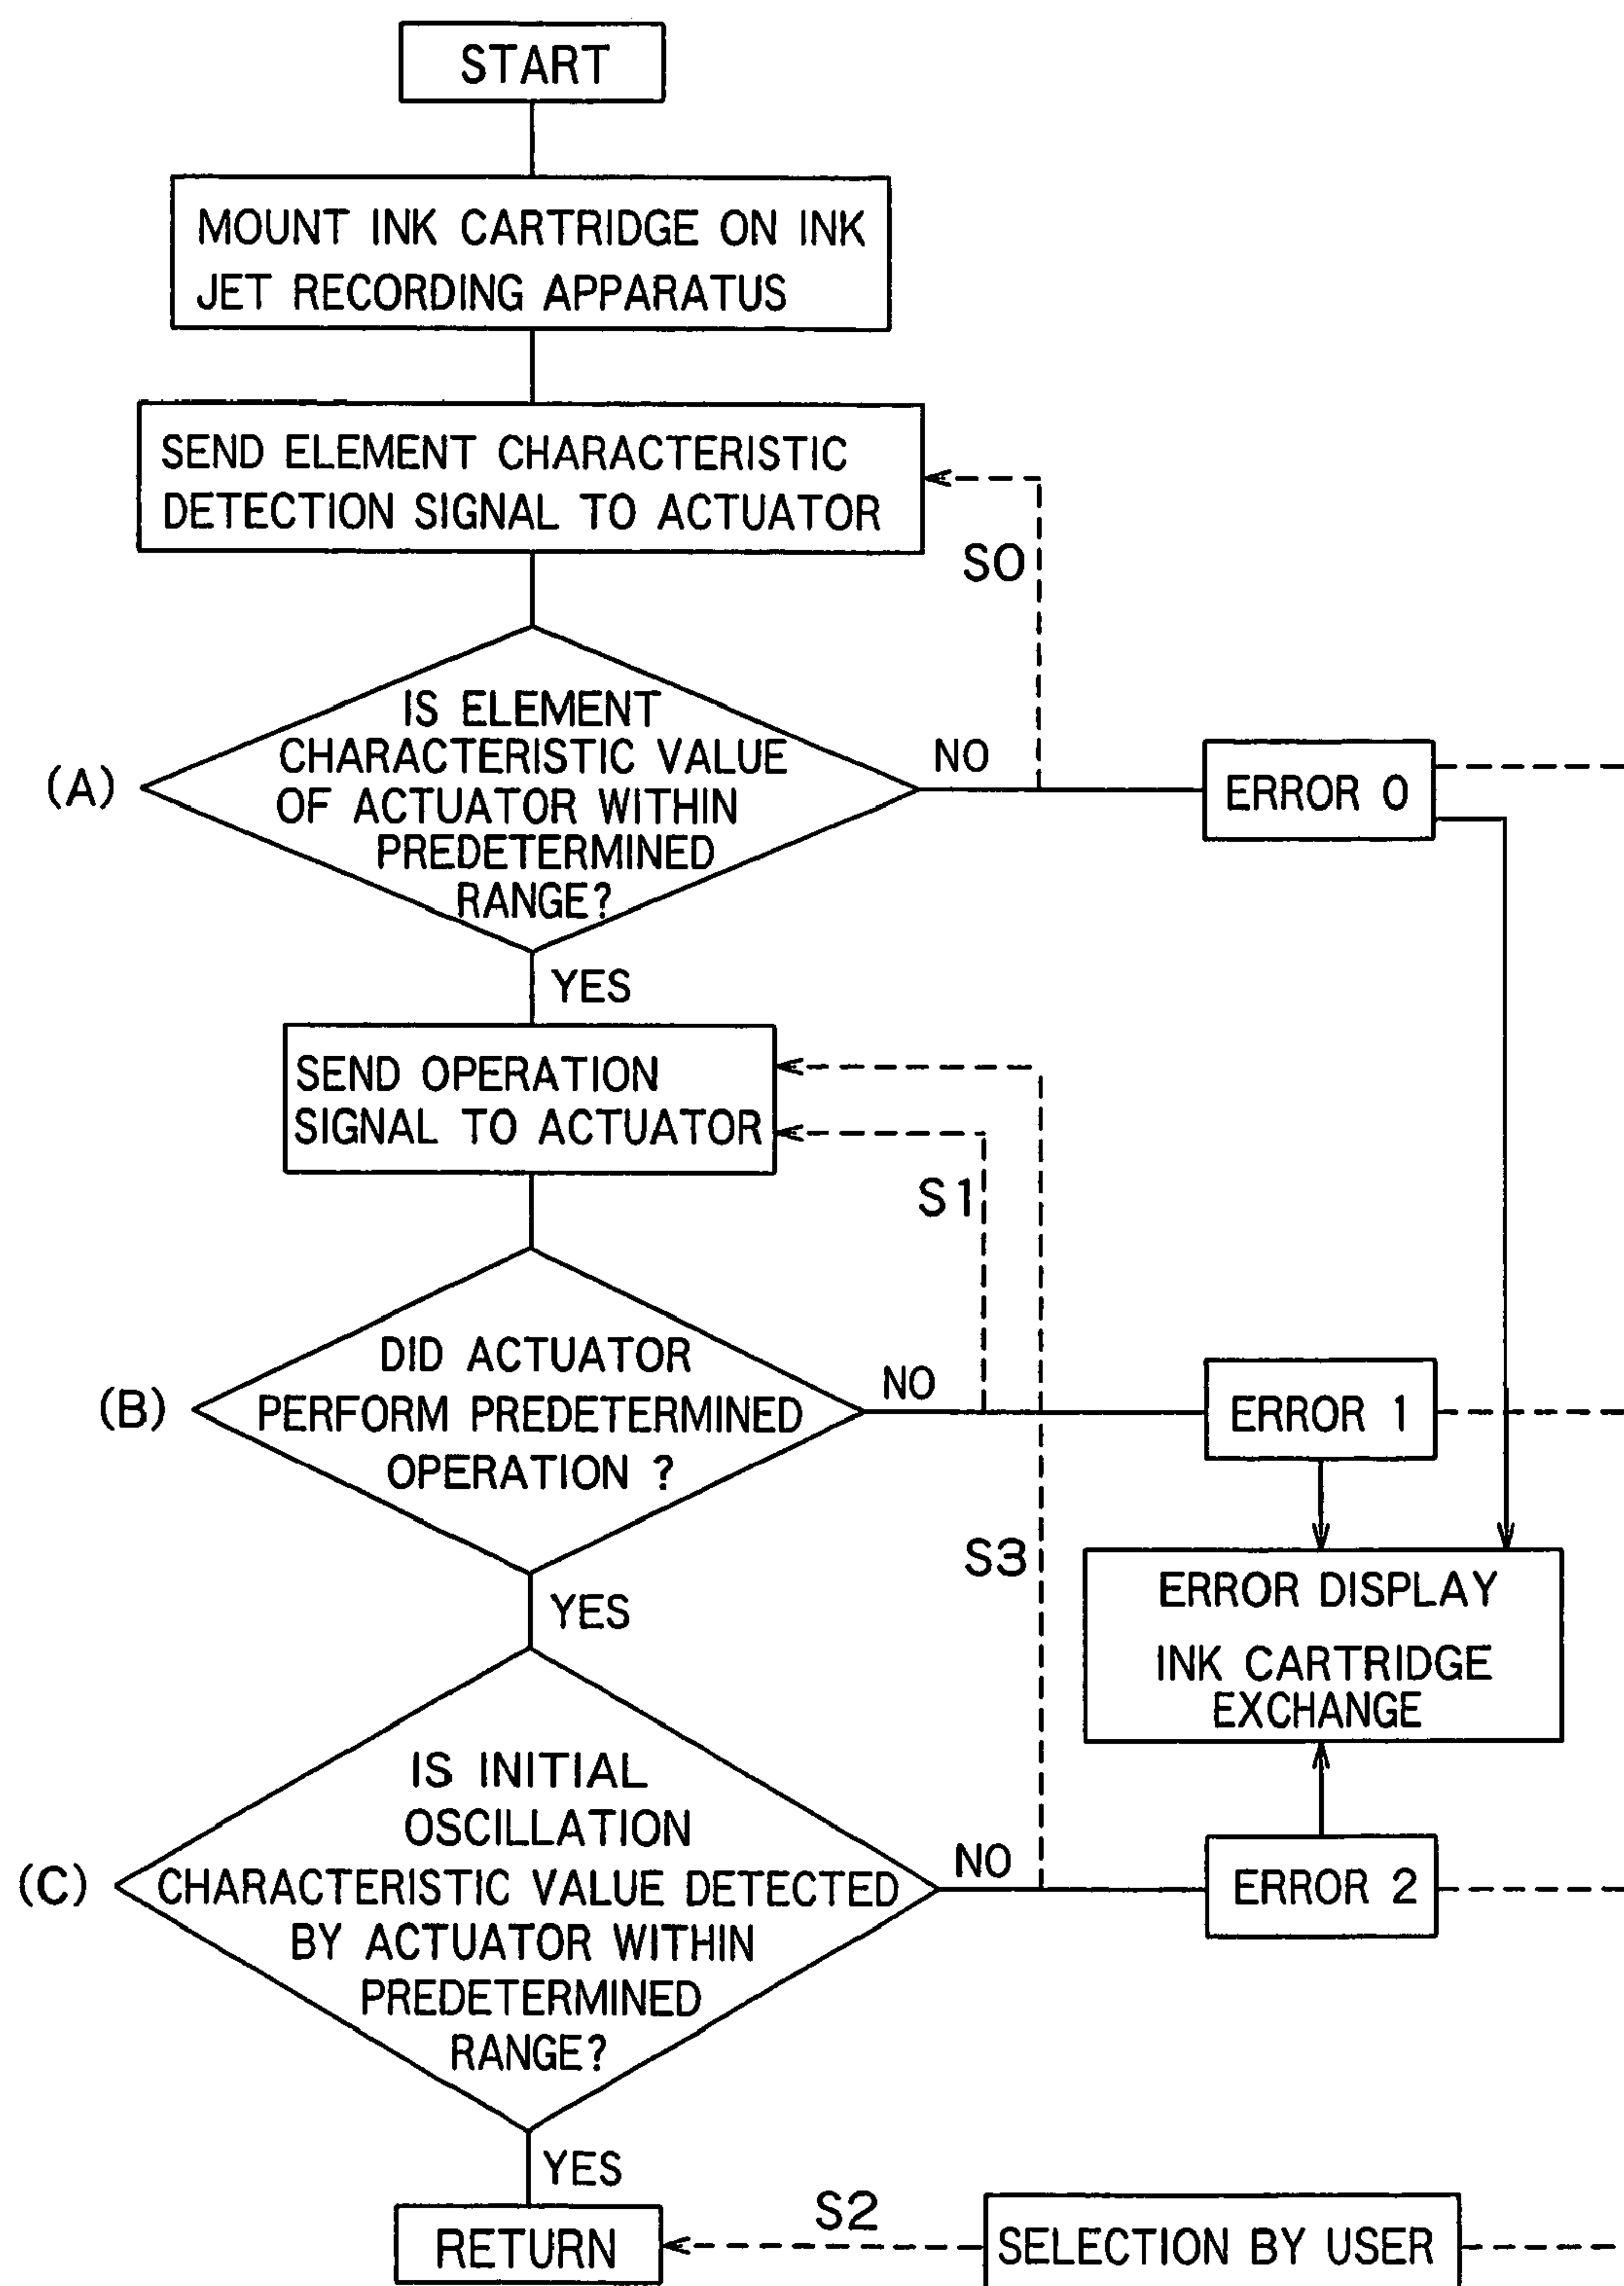 START
MOUNT INK CARTRIDGE ON INK
JET RECORDING APPARATUS
SEND ELEMENT CHARACTERISTIC
DETECTION SIGNAL TO ACTUATOR
S0
(A)
IS ELEMENT
CHARACTERISTIC VALUE
OF ACTUATOR WITHIN
PREDETERMINED
RANGE?
NO
ERROR 0
YES
SEND OPERATION
SIGNAL TO ACTUATOR
S1
(B)
DID ACTUATOR
PERFORM PREDETERMINED
OPERATION ?
NO
ERROR 1
S3
YES
ERROR DISPLAY
INK CARTRIDGE
EXCHANGE
(C)
IS INITIAL
OSCILLATION
CHARACTERISTIC VALUE DETECTED
BY ACTUATOR WITHIN
PREDETERMINED
RANGE?
NO
ERROR 2
YES
RETURN
S2
SELECTION BY USER